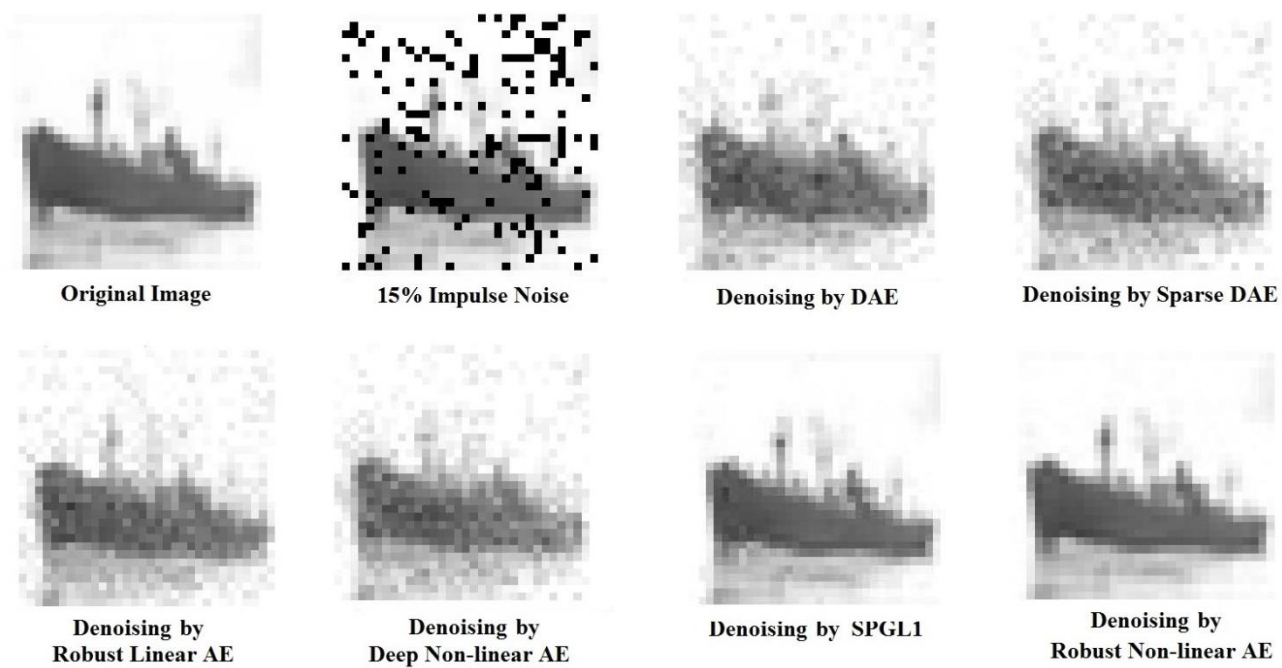 Original Image
15% Impulse Noise
Denoising by DAE
Denoising by Sparse DAE
Denoising by
Robust Linear AE
Denoising by
Deep Non-linear AE
Denoising by SPGL1
Denoising by
Robust Non-linear AE